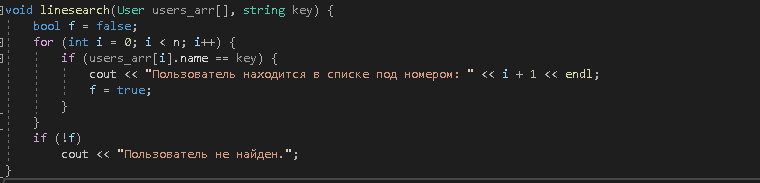 void linesearch(User users_arr[], string key) {
    bool f = false;
    for (int i = 0; i < n; i++) {
        if (users_arr[i].name == key) {
            cout << "Пользователь находится в списке под номером: " << i + 1 << endl;
            f = true;
        }
    }
    if (!f)
        cout << "Пользователь не найден.";
}